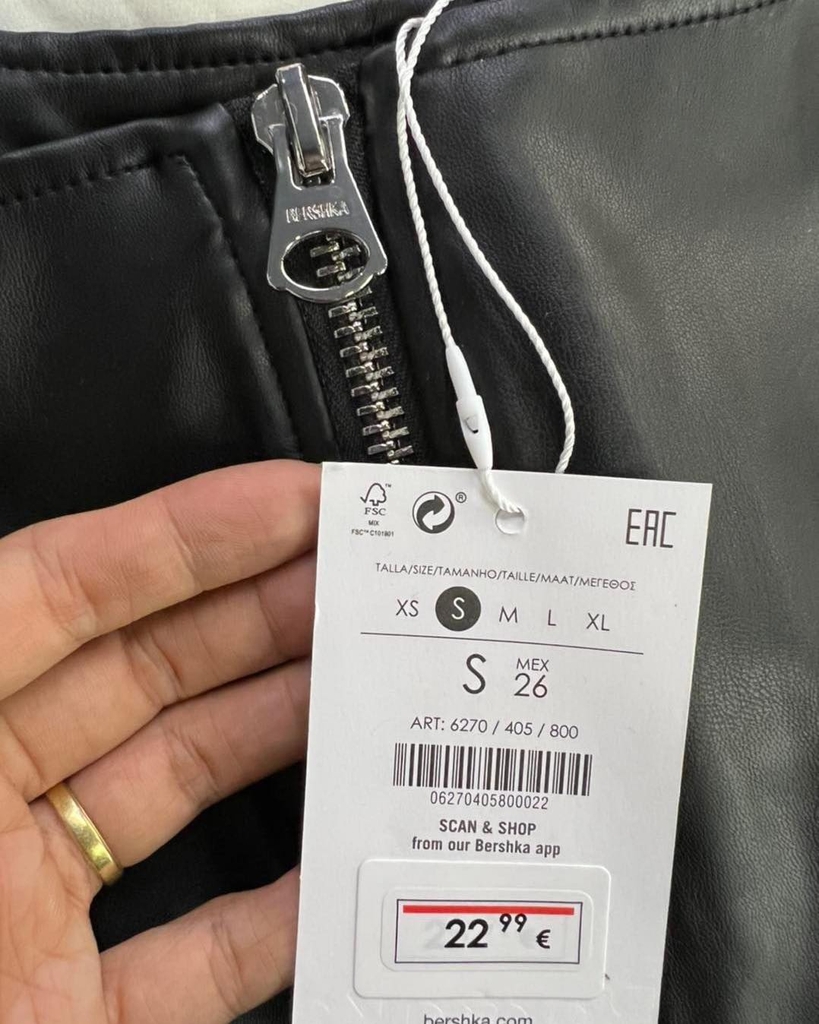 BERSHKA
FSC™
MIX
FSC™ C101901
®
EAC
TALLA/SIZE/TAMANHO/TAILLE/MAAT/ΜΕΓΕΘΟΣ
XS S M L XL
S MEX 26
ART: 6270 / 405 / 800
06270405800022
SCAN & SHOP
from our Bershka app
22 99 €
bershka.com